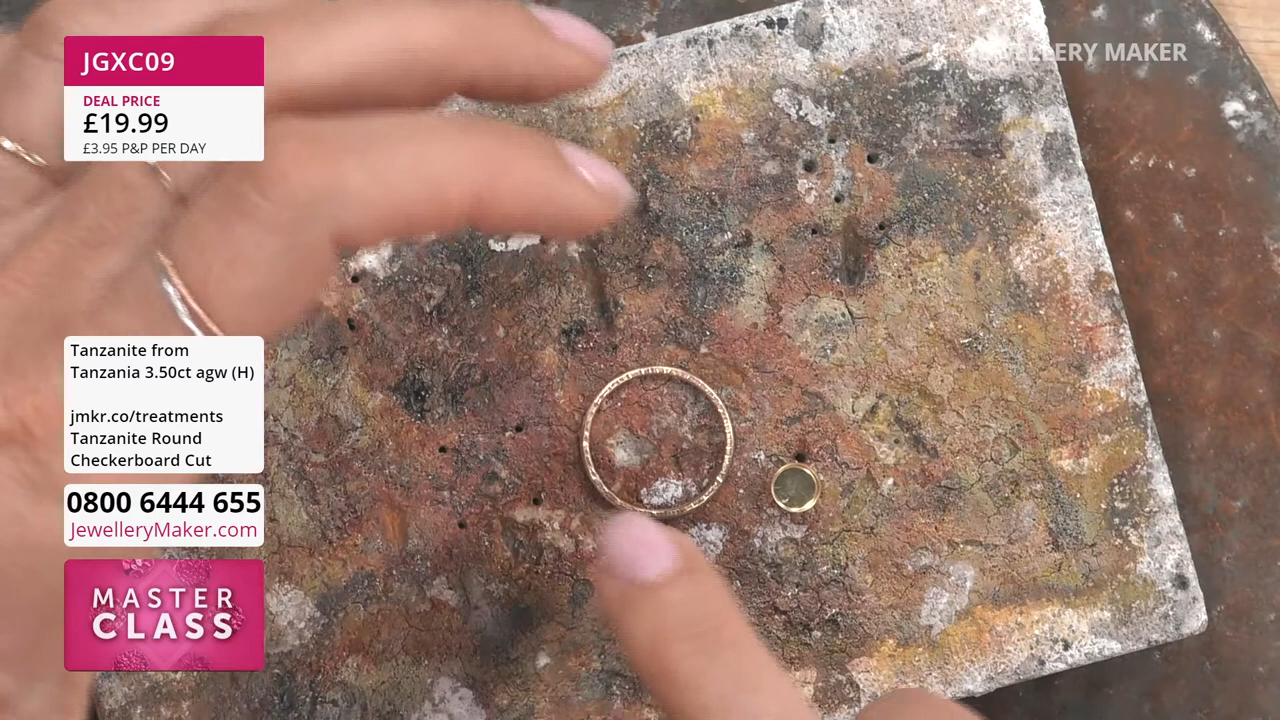 JGXC09
DEAL PRICE
£19.99
£3.95 P&P PER DAY
JEWELLERY MAKER
Tanzanite from
Tanzania 3.50ct agw (H)
jmkr.co/treatments
Tanzanite Round
Checkerboard Cut
0800 6444 655
JewelleryMaker.com
MASTER
CLASS